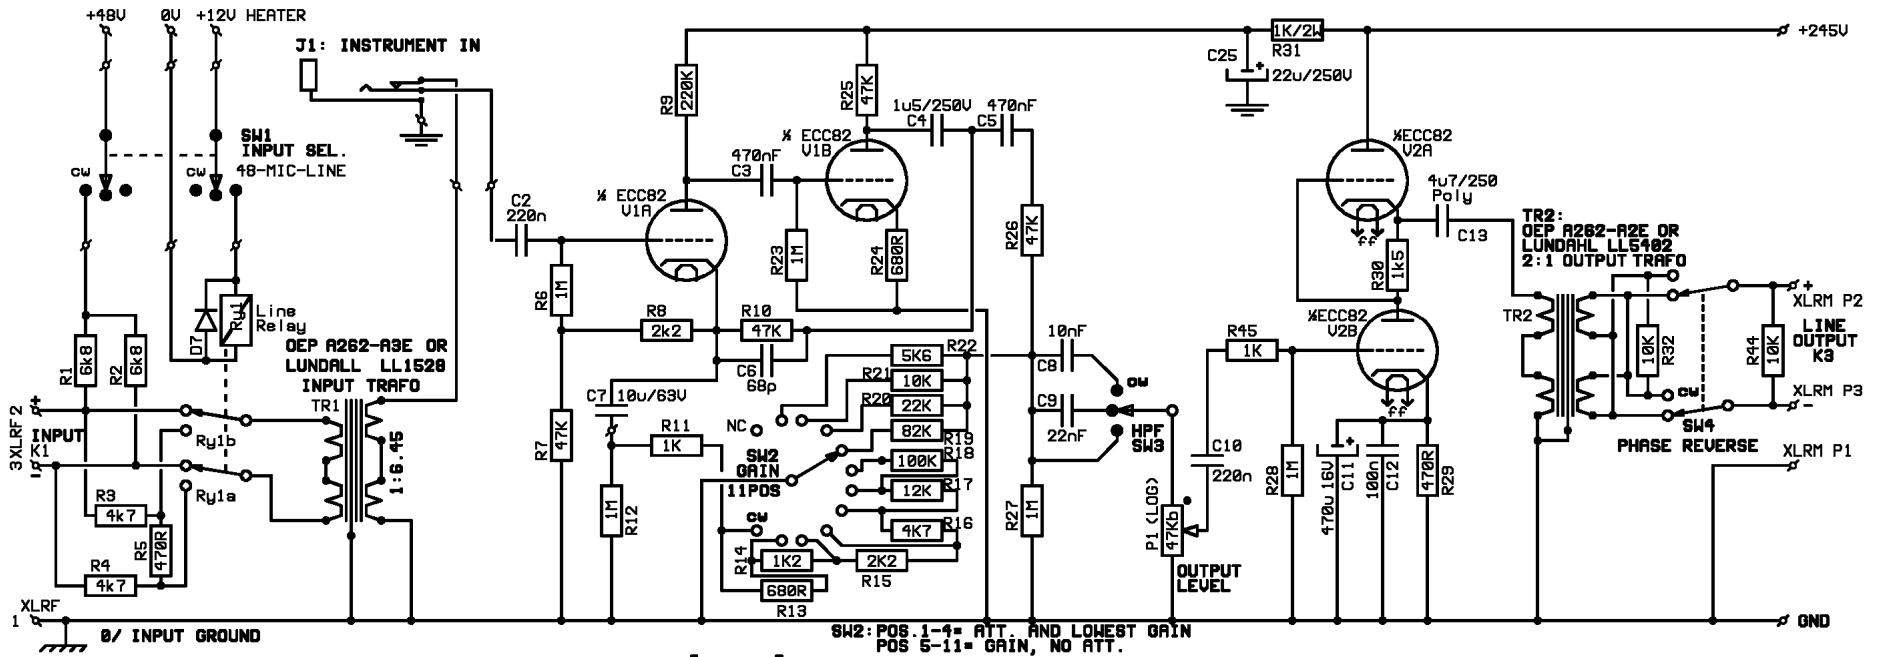 +48V
0V
+12V HEATER
J1: INSTRUMENT IN
SW1
INPUT SEL.
48-MIC-LINE
cw
cw
R1
6k8
R2
6k8
D7
Ry1
Line
Relay
OEP A262-A3E OR
LUNDALL LL1528
INPUT TRAFO
TR1
1:6.45
+
XLRF2
INPUT
K1
3XLRF
-
Ry1b
Ry1a
R3
4k7
R4
4k7
R5
470R
XLRF
1
0/ INPUT GROUND
C2
220n
R6
1M
R7
47K
R9
220K
½ ECC82
V1A
470nF
C3
R8
2k2
R10
47K
C6
68p
C7
10u/63V
R11
1K
R12
1M
R23
1M
R25
47K
½ ECC82
V1B
R24
680R
1u5/250V
C4
470nF
C5
R22
5K6
R21
10K
R20
22K
82K
R19
R18
100K
12K
R17
R16
4K7
NC
SW2
GAIN
11POS
cw
R14
1K2
2K2
R15
680R
R13
R26
47K
R27
1M
10nF
C8
C9
22nF
cw
HPF
SW3
P1 (LOG)
47Kb
OUTPUT
LEVEL
C10
220n
R45
1K
R28
1M
C25
+
22u/250V
1K/2W
R31
+245V
½ECC82
V2A
ff
R30
1k5
½ECC82
V2B
ff
+
470u 16V
C11
100n
C12
470R
R29
4u7/250
Poly
C13
TR2:
OEP A262-A2E OR
LUNDAHL LL5402
2:1 OUTPUT TRAFO
TR2
10K
R32
cw
SW4
PHASE REVERSE
R44
10K
+
XLRM P2
LINE
OUTPUT
K3
XLRM P3
-
XLRM P1
GND
SW2: POS.1-4= ATT. AND LOWEST GAIN
POS 5-11= GAIN, NO ATT.